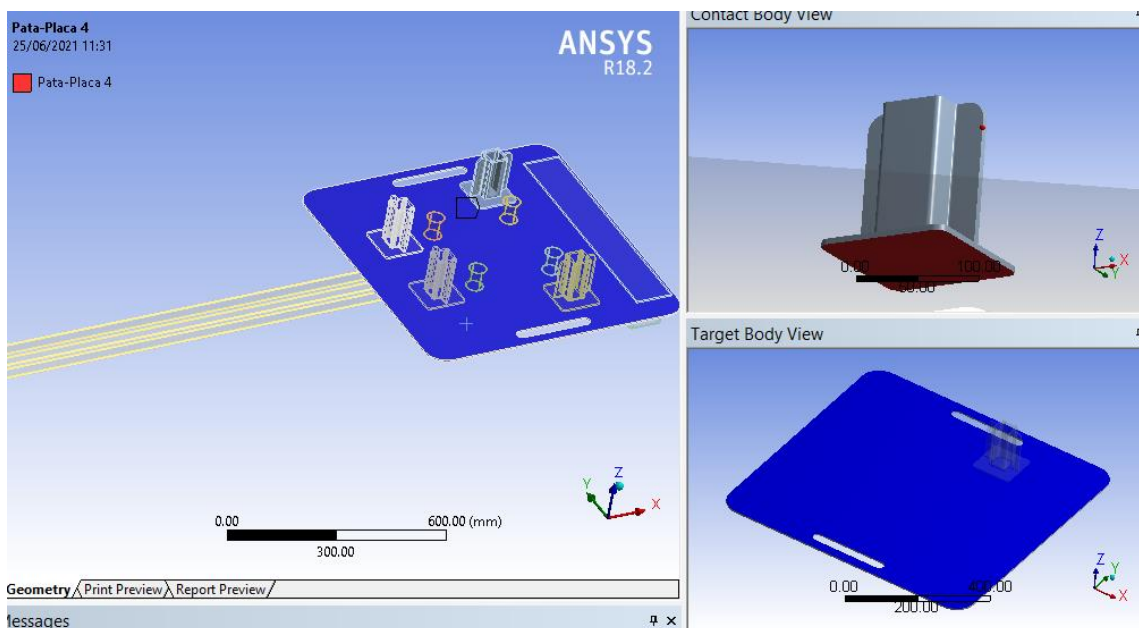 Pata-Placa 4
25/06/2021 11:31
Pata-Placa 4
ANSYS
R18.2
Z
Y
X
0.00
600.00 (mm)
300.00
Geometry
Print Preview
Report Preview
Messages
Contact Body View
0.00
100.00
Z
X
Y
Target Body View
0.00
400.00
200.00
Z
Y
X